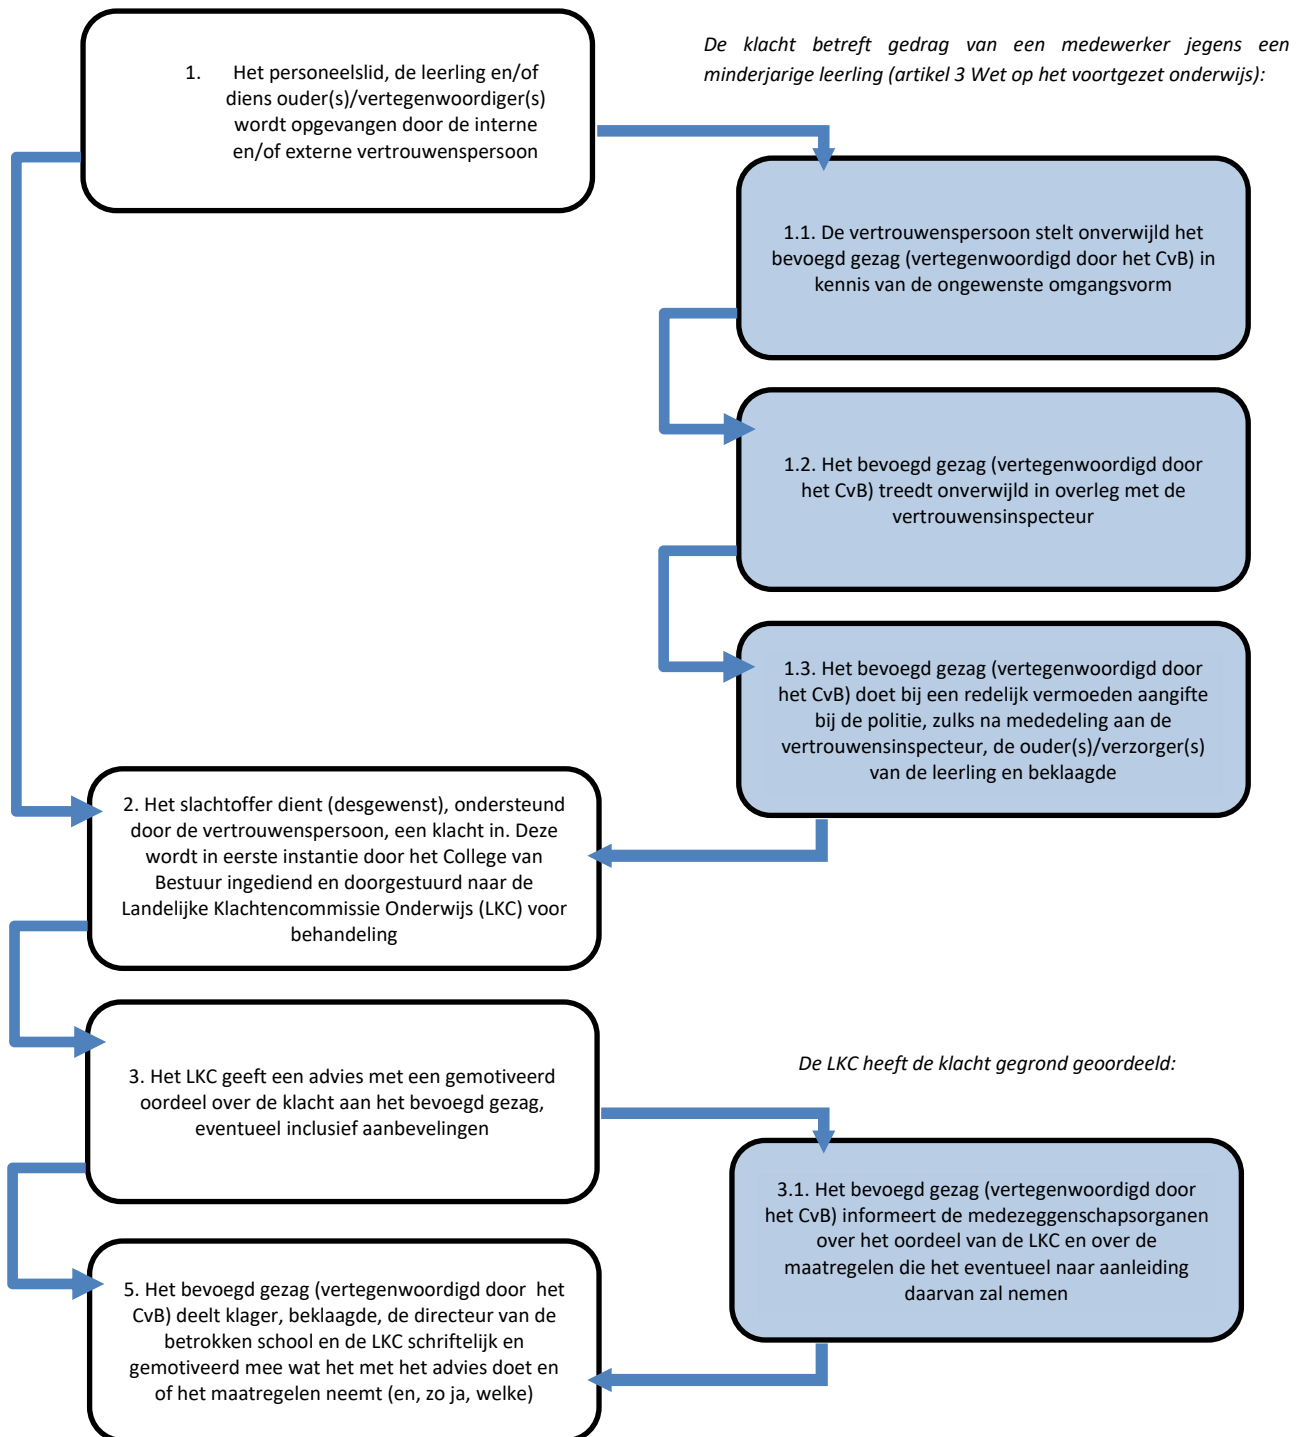 1. Het personeelslid, de leerling en/of
diens ouder(s)/vertegenwoordiger(s)
wordt opgevangen door de interne
en/of externe vertrouwenspersoon
De klacht betreft gedrag van een medewerker jegens een
minderjarige leerling (artikel 3 Wet op het voortgezet onderwijs):
1.1. De vertrouwenspersoon stelt onverwijld het
bevoegd gezag (vertegenwoordigd door het CvB) in
kennis van de ongewenste omgangsvorm
1.2. Het bevoegd gezag (vertegenwoordigd door
het CvB) treedt onverwijld in overleg met de
vertrouwensinspecteur
1.3. Het bevoegd gezag (vertegenwoordigd door
het CvB) doet bij een redelijk vermoeden aangifte
bij de politie, zulks na mededeling aan de
vertrouwensinspecteur, de ouder(s)/verzorger(s)
van de leerling en beklaagde
2. Het slachtoffer dient (desgewenst), ondersteund
door de vertrouwenspersoon, een klacht in. Deze
wordt in eerste instantie door het College van
Bestuur ingediend en doorgestuurd naar de
Landelijke Klachtencommissie Onderwijs (LKC) voor
behandeling
3. Het LKC geeft een advies met een gemotiveerd
oordeel over de klacht aan het bevoegd gezag,
eventueel inclusief aanbevelingen
De LKC heeft de klacht gegrond geoordeeld:
3.1. Het bevoegd gezag (vertegenwoordigd door
het CvB) informeert de medezeggenschapsorganen
over het oordeel van de LKC en over de
maatregelen die het eventueel naar aanleiding
daarvan zal nemen
5. Het bevoegd gezag (vertegenwoordigd door het
CvB) deelt klager, beklaagde, de directeur van de
betrokken school en de LKC schriftelijk en
gemotiveerd mee wat het met het advies doet en
of het maatregelen neemt (en, zo ja, welke)